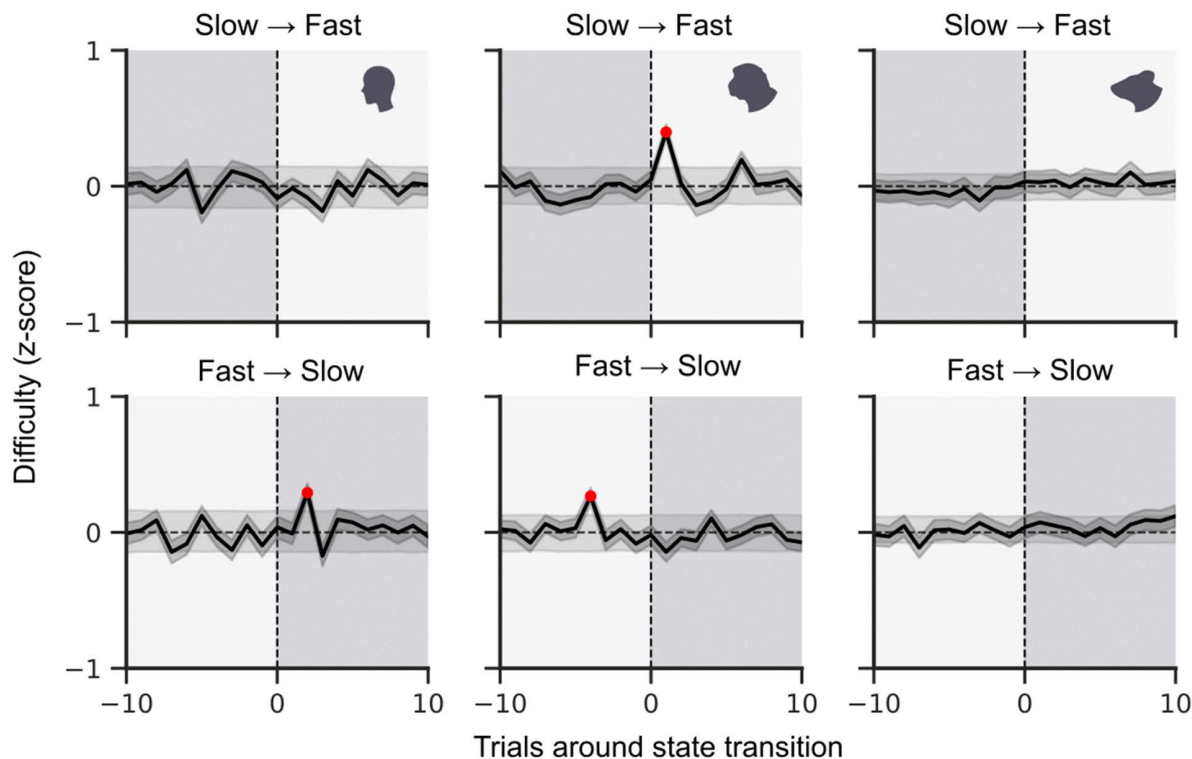 Slow → Fast
Slow → Fast
Slow → Fast
1
0
−1
Difficulty (z-score)
Fast → Slow
Fast → Slow
Fast → Slow
1
0
−1
−10 0 10 −10 0 10 −10 0 10
Trials around state transition